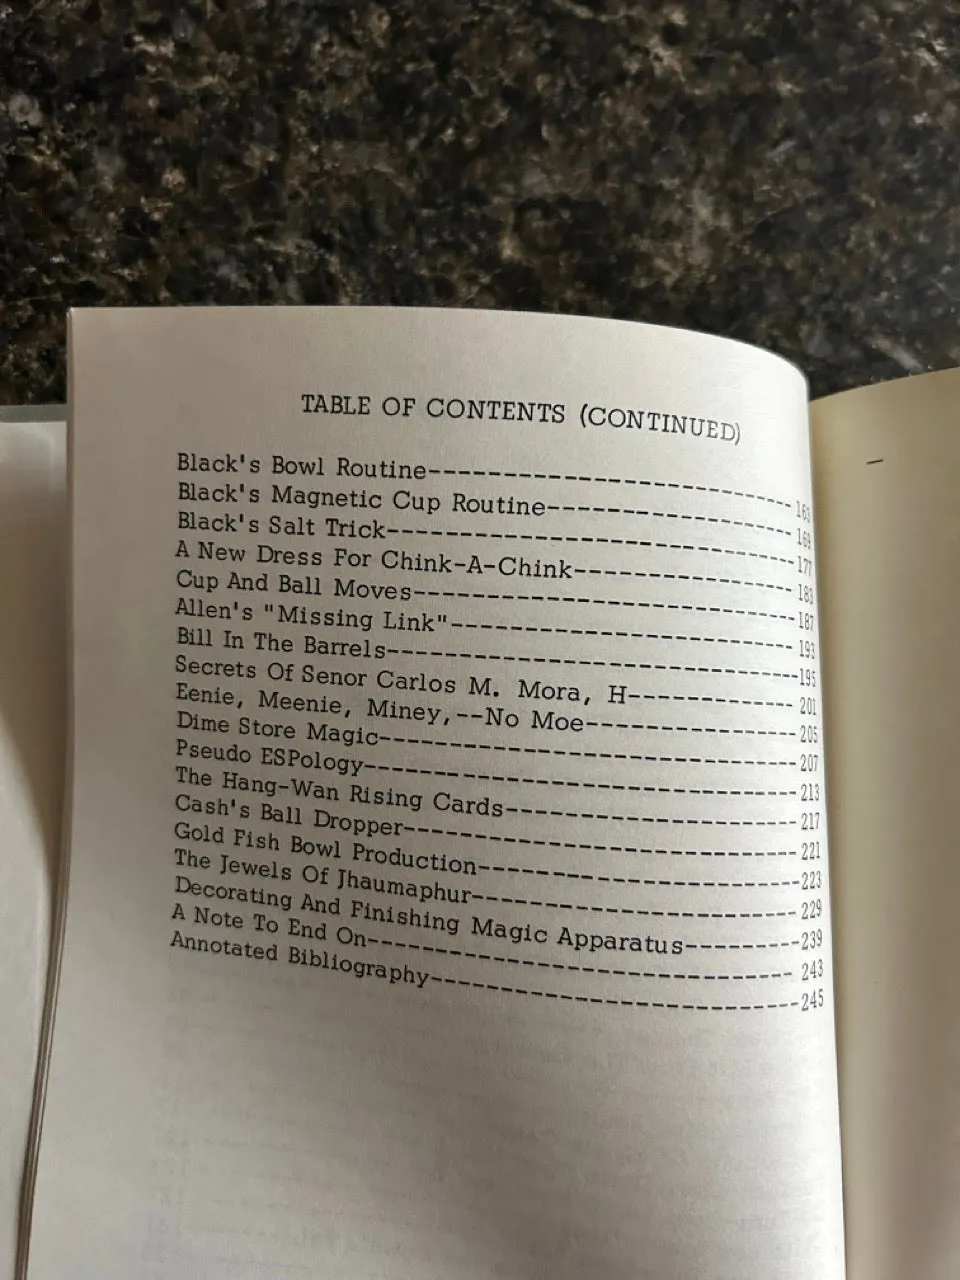 TABLE OF CONTENTS (CONTINUED)
Black's Bowl Routine-----------------------------163
Black's Magnetic Cup Routine--------------------169
Black's Salt Trick--------------------------------177
A New Dress For Chink-A-Chink-----------------183
Cup And Ball Moves------------------------------187
Allen's "Missing Link"---------------------------193
Bill In The Barrels--------------------------------195
Secrets Of Senor Carlos M. Mora, H-------------201
Eenie, Meenie, Miney,--No Moe-----------------205
Dime Store Magic---------------------------------207
Pseudo ESPology----------------------------------213
The Hang-Wan Rising Cards----------------------217
Cash's Ball Dropper-------------------------------221
Gold Fish Bowl Production------------------------223
The Jewels Of Jhaumaphur-------------------------229
Decorating And Finishing Magic Apparatus---------239
A Note To End On---------------------------------243
Annotated Bibliography-----------------------------245